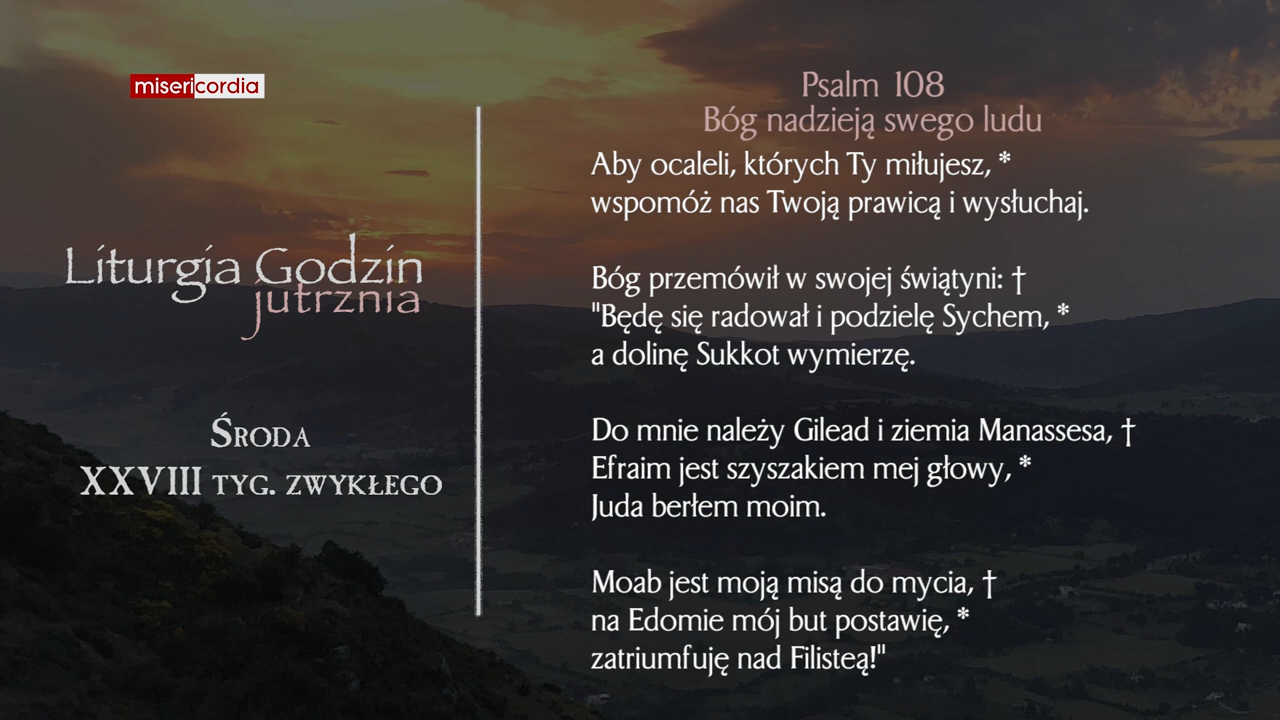 misericordia
Liturgia Godzin
jutrznia
Środa
XXVIII tyg. zwykłego
Psalm 108
Bóg nadzieją swego ludu
Aby ocaleli, których Ty miłujesz, *
wspomóż nas Twoją prawicą i wysłuchaj.
Bóg przemówił w swojej świątyni: †
"Będę się radował i podzielę Sychem, *
a dolinę Sukkot wymierzę.
Do mnie należy Gilead i ziemia Manassesa, †
Efraim jest szyszakiem mej głowy, *
Juda berłem moim.
Moab jest moją misą do mycia, †
na Edomie mój but postawię, *
zatriumfuję nad Filisteą!"